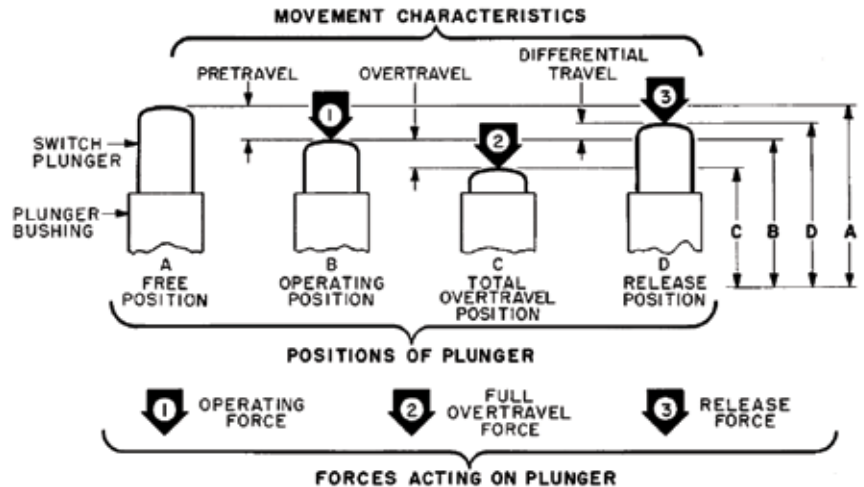 MOVEMENT CHARACTERISTICS
PRETRAVEL
OVERTRAVEL
DIFFERENTIAL
TRAVEL
1
2
3
SWITCH
PLUNGER
PLUNGER
BUSHING
A
FREE
POSITION
B
OPERATING
POSITION
C
TOTAL
OVERTRAVEL
POSITION
D
RELEASE
POSITION
C
B
D
A
POSITIONS OF PLUNGER
1
OPERATING
FORCE
2
FULL
OVERTRAVEL
FORCE
3
RELEASE
FORCE
FORCES ACTING ON PLUNGER